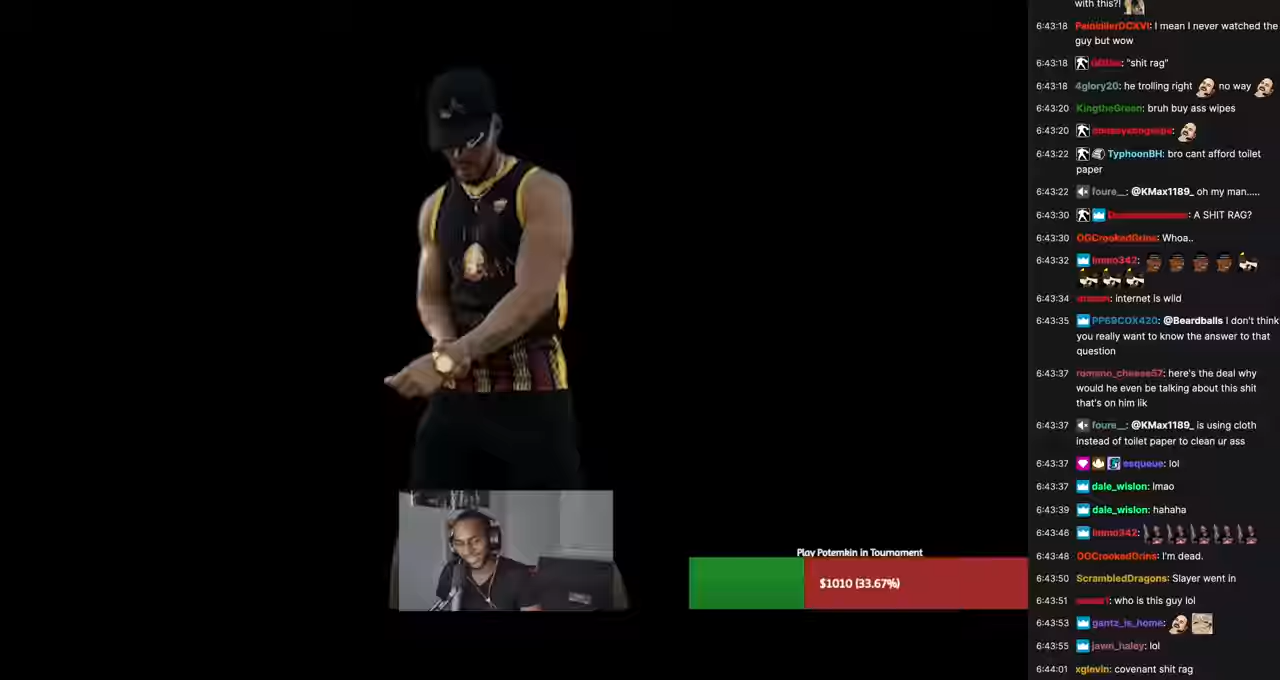 Play Potemkin in Tournament
$1010 (33.67%)
with this?!
6:43:18 PainkillerDCXVI: I mean I never watched the
guy but wow
6:43:18 : "shit rag"
6:43:18 4glory20: he trolling right no way
6:43:20 KingtheGreen: bruh buy ass wipes
6:43:20
6:43:22 TyphoonBH: bro cant afford toilet
paper
6:43:22 foure__: @KMax1189_ oh my man.....
6:43:30 : A SHIT RAG?
6:43:30 OGCrookedGrins: Whoa..
6:43:32 immo342:
6:43:34 : internet is wild
6:43:35 PP69COX420: @Beardballs I don't think
you really want to know the answer to that
question
6:43:37 romano_cheese57: here's the deal why
would he even be talking about this shit
that's on him lik
6:43:37 foure__: @KMax1189_ is using cloth
instead of toilet paper to clean ur ass
6:43:37 esqueue: lol
6:43:37 dale_wislon: lmao
6:43:39 dale_wislon: hahaha
6:43:46 immo342:
6:43:48 OGCrookedGrins: I'm dead.
6:43:50 ScrambledDragons: Slayer went in
6:43:51 : who is this guy lol
6:43:53 gantz_is_home:
6:43:55 jawn_haley: lol
6:44:01 xglevin: covenant shit rag